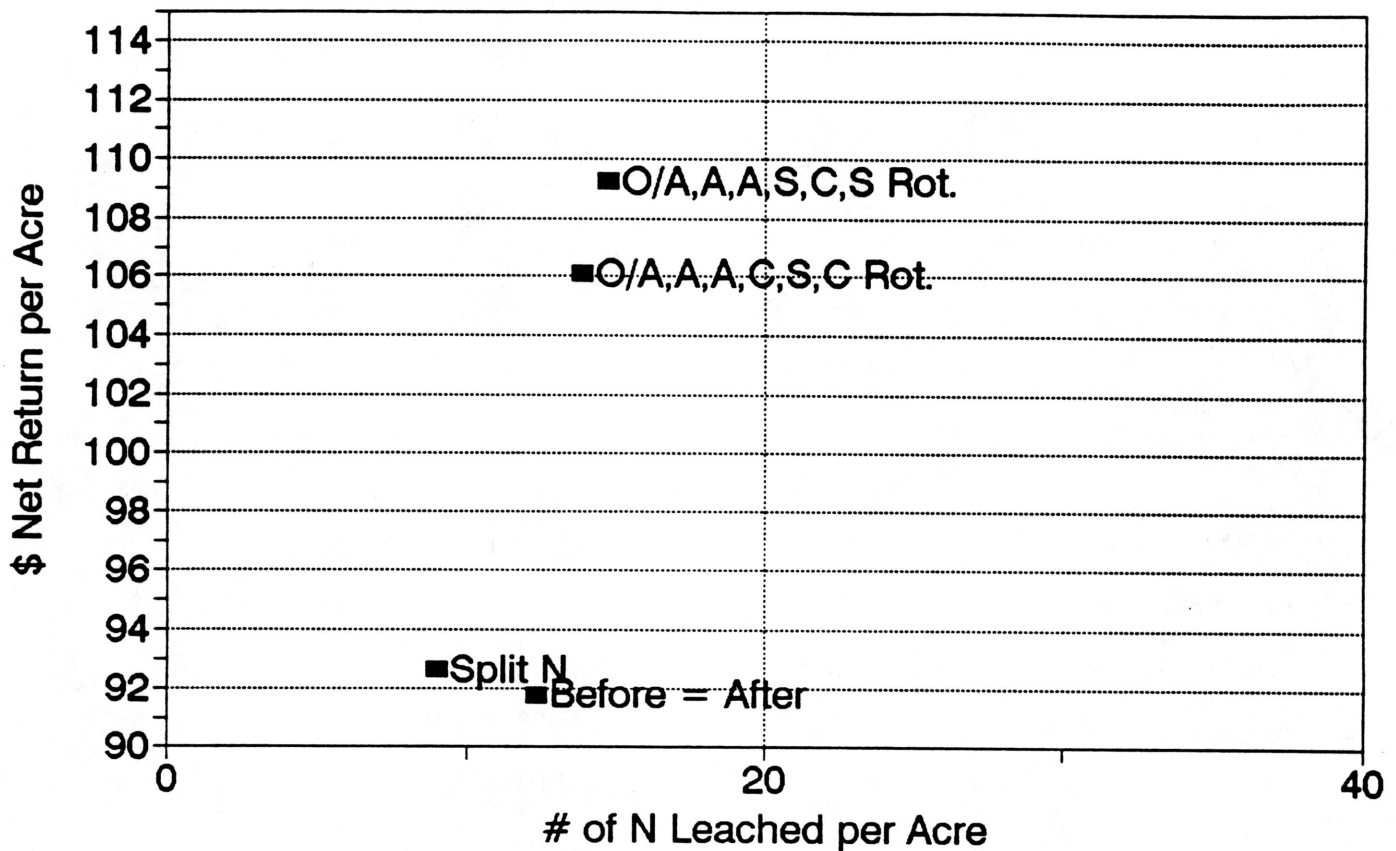 114
112
110
108
106
104
102
100
98
96
94
92
90
$ Net Return per Acre
O/A,A,A,S,C,S Rot.
O/A,A,A,C,S,C Rot.
Split N
Before = After
0
20
40
# of N Leached per Acre